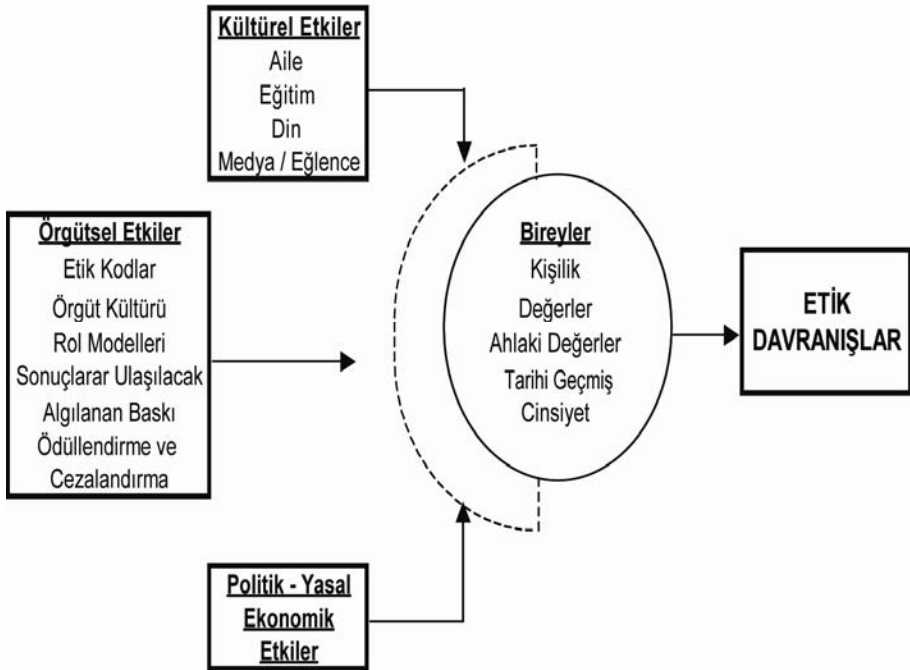 Kültürel Etkiler
Aile
Eğitim
Din
Medya / Eğlence
Örgütsel Etkiler
Etik Kodlar
Örgüt Kültürü
Rol Modelleri
Sonuçlarar Ulaşılacak
Algılanan Baskı
Ödüllendirme ve
Cezalandırma
Bireyler
Kişilik
Değerler
Ahlaki Değerler
Tarihi Geçmiş
Cinsiyet
ETİK
DAVRANIŞLAR
Politik - Yasal
Ekonomik
Etkiler